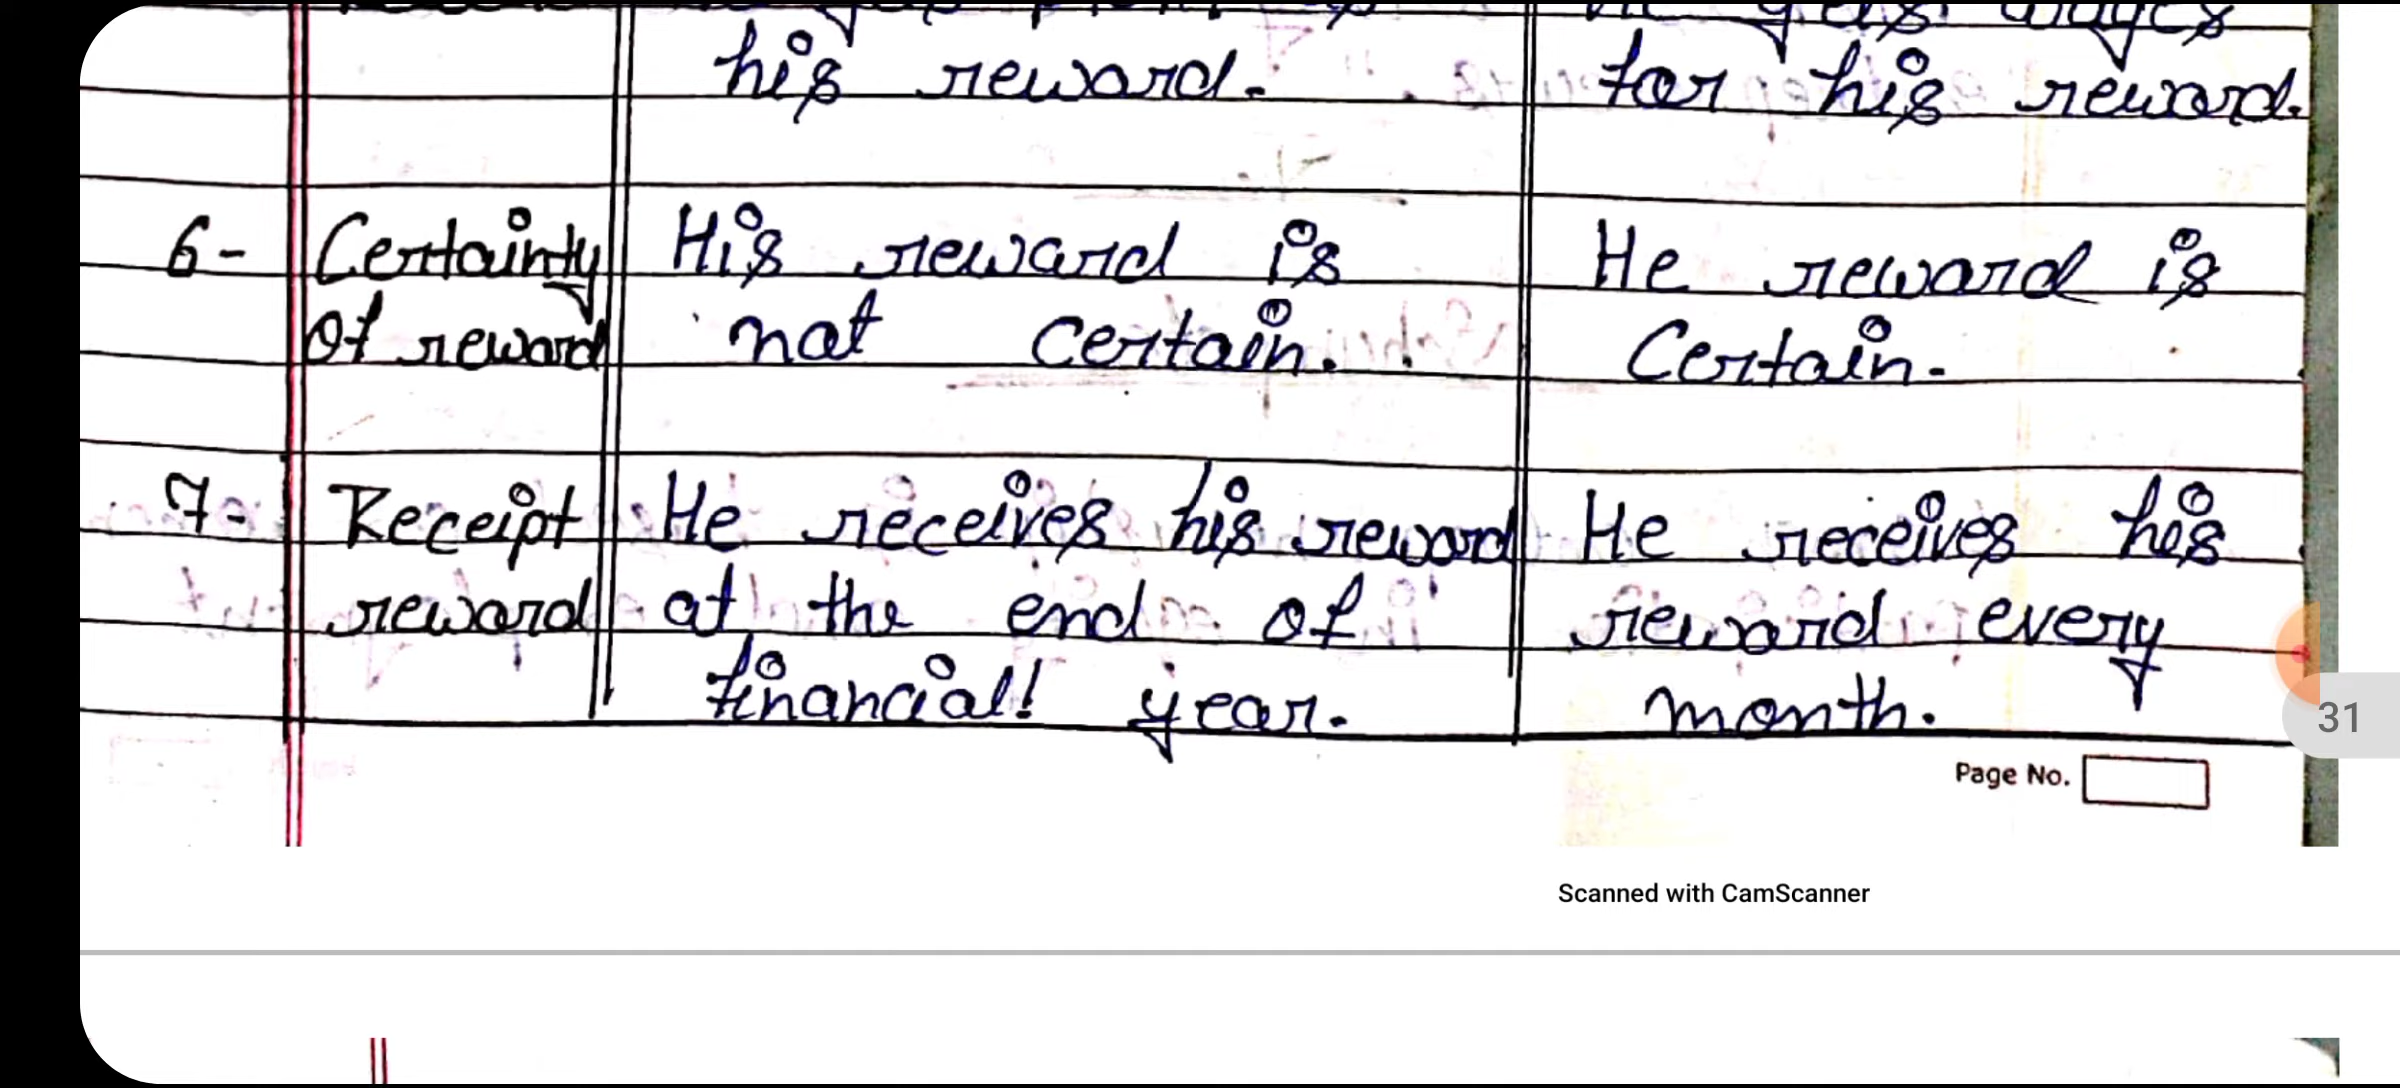 his reward.
for his reward.
6- Certainty His reward is He reward is
of reward not certain. Certain.
7- Receipt He receives his reward He receives his
reward at the end of reward every
financial! year. month.
31
Page No.
Scanned with CamScanner